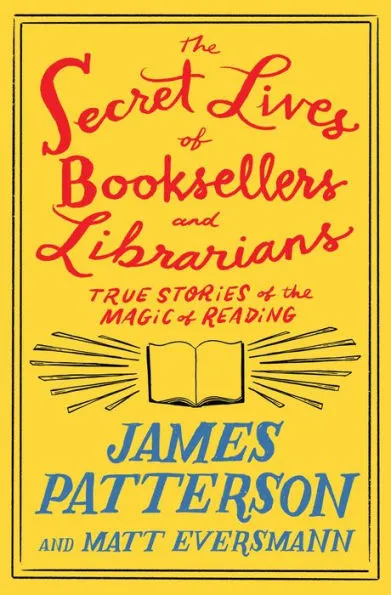 The
Secret Lives
of
Booksellers
and
Librarians
TRUE STORIES of the
MAGIC of READING
JAMES
PATTERSON
AND MATT EVERSMANN